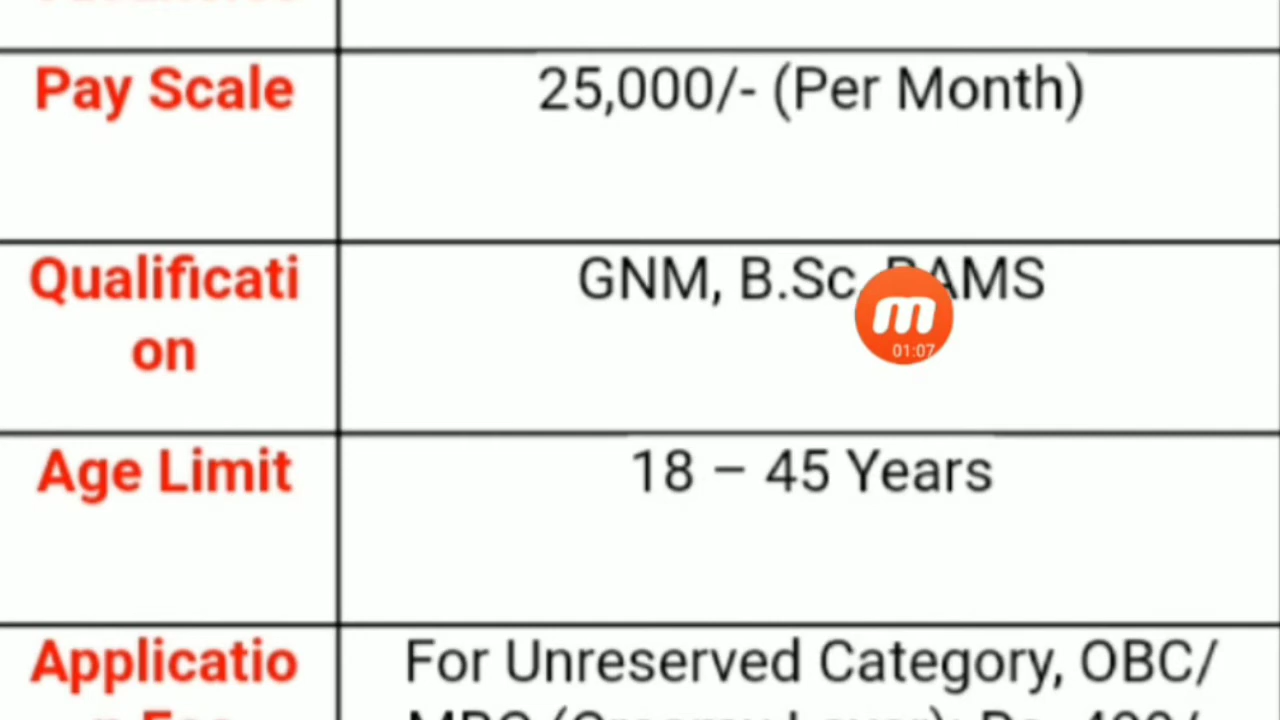 Pay Scale
25,000/- (Per Month)
Qualificati
on
GNM, B.Sc, BAMS
m
01:07
Age Limit
18 – 45 Years
Applicatio
For Unreserved Category, OBC/